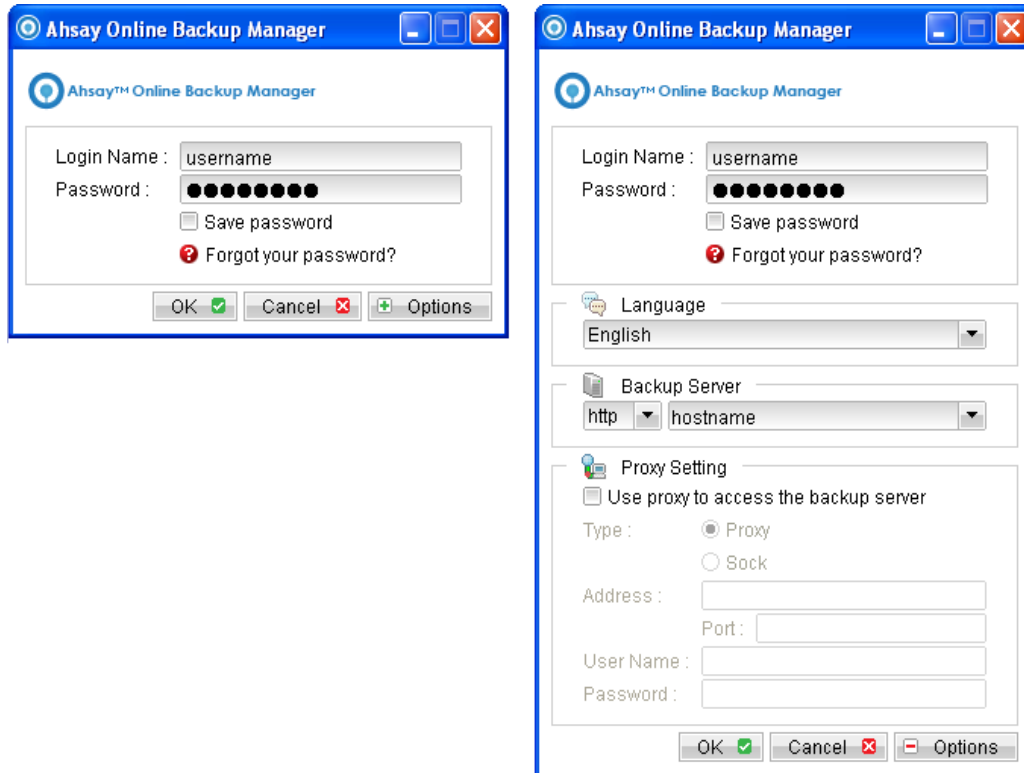 Ahsay Online Backup Manager
Ahsay™ Online Backup Manager
Login Name : username
Password : ●●●●●●●●
Save password
Forgot your password?
OK Cancel Options
Ahsay Online Backup Manager
Ahsay™ Online Backup Manager
Login Name : username
Password : ●●●●●●●●
Save password
Forgot your password?
Language
English
Backup Server
http hostname
Proxy Setting
Use proxy to access the backup server
Type : Proxy
Sock
Address :
Port :
User Name :
Password :
OK Cancel Options